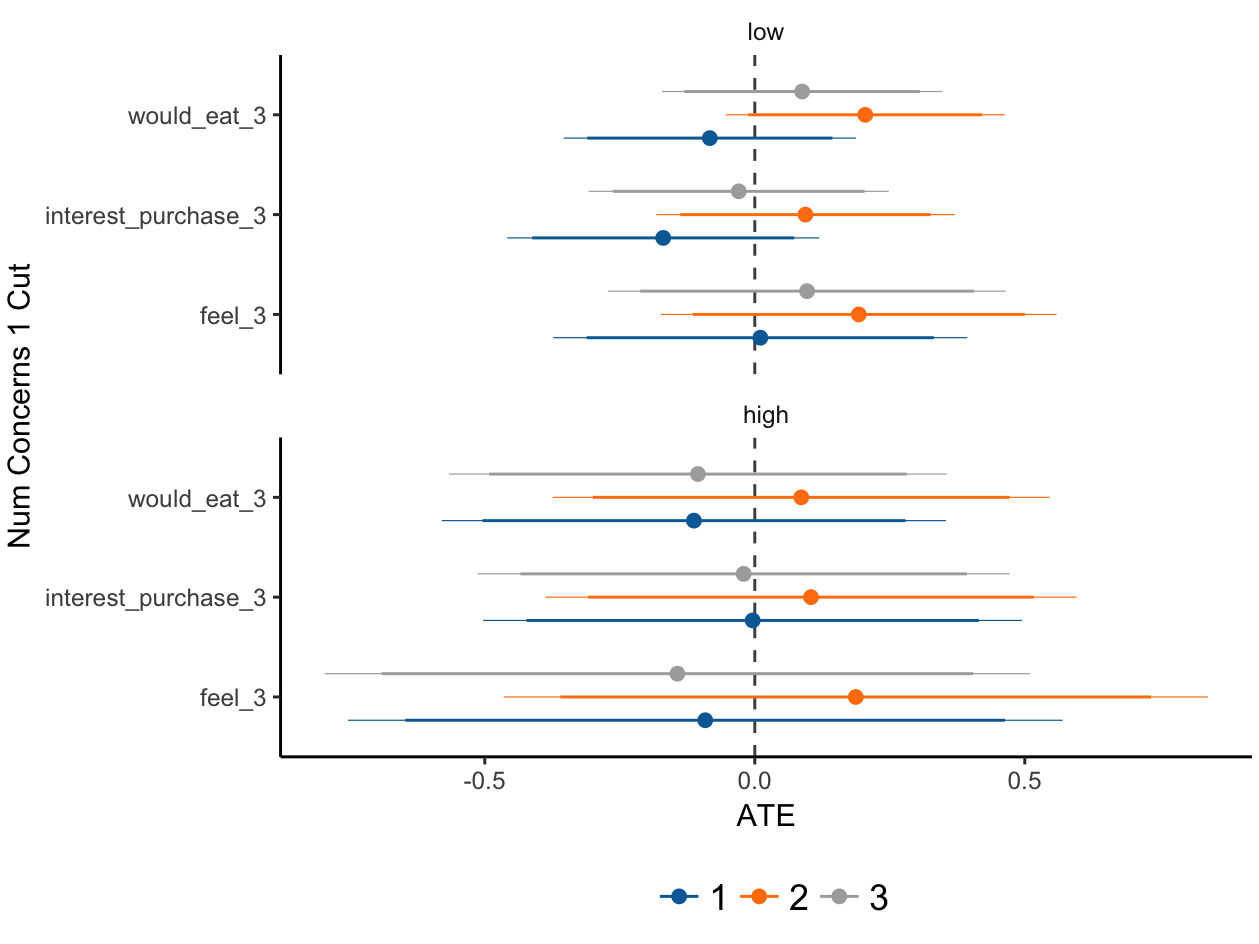 low
would_eat_3
interest_purchase_3
feel_3
Num Concerns 1 Cut
high
would_eat_3
interest_purchase_3
feel_3
-0.5 0.0 0.5
ATE
1 2 3